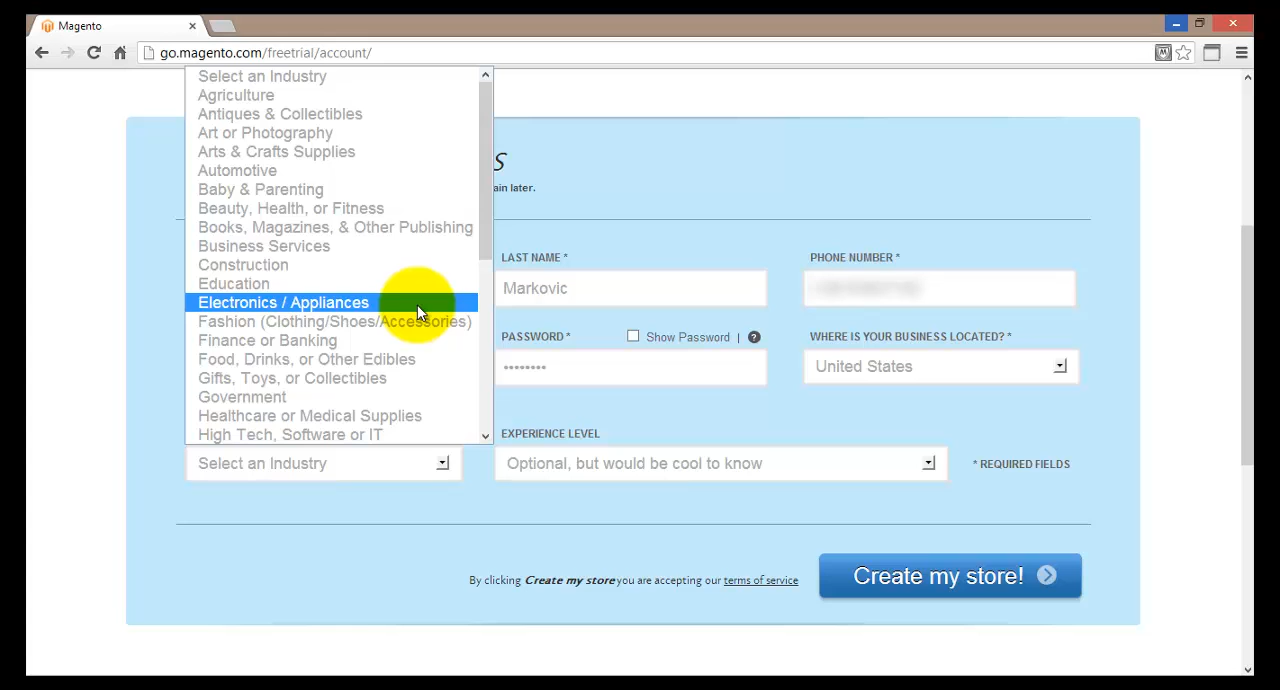 Magento
go.magento.com/freetrial/account/
Select an Industry
Agriculture
Antiques & Collectibles
Art or Photography
Arts & Crafts Supplies
Automotive
Baby & Parenting
Beauty, Health, or Fitness
Books, Magazines, & Other Publishing
Business Services
Construction
Education
Electronics / Appliances
Fashion (Clothing/Shoes/Accessories)
Finance or Banking
Food, Drinks, or Other Edibles
Gifts, Toys, or Collectibles
Government
Healthcare or Medical Supplies
High Tech, Software or IT
s
ain later.
LAST NAME *
PHONE NUMBER *
Markovic
PASSWORD *
Show Password | ?
WHERE IS YOUR BUSINESS LOCATED? *
••••••••
United States
EXPERIENCE LEVEL
Select an Industry
Optional, but would be cool to know
* REQUIRED FIELDS
By clicking Create my store you are accepting our terms of service
Create my store!